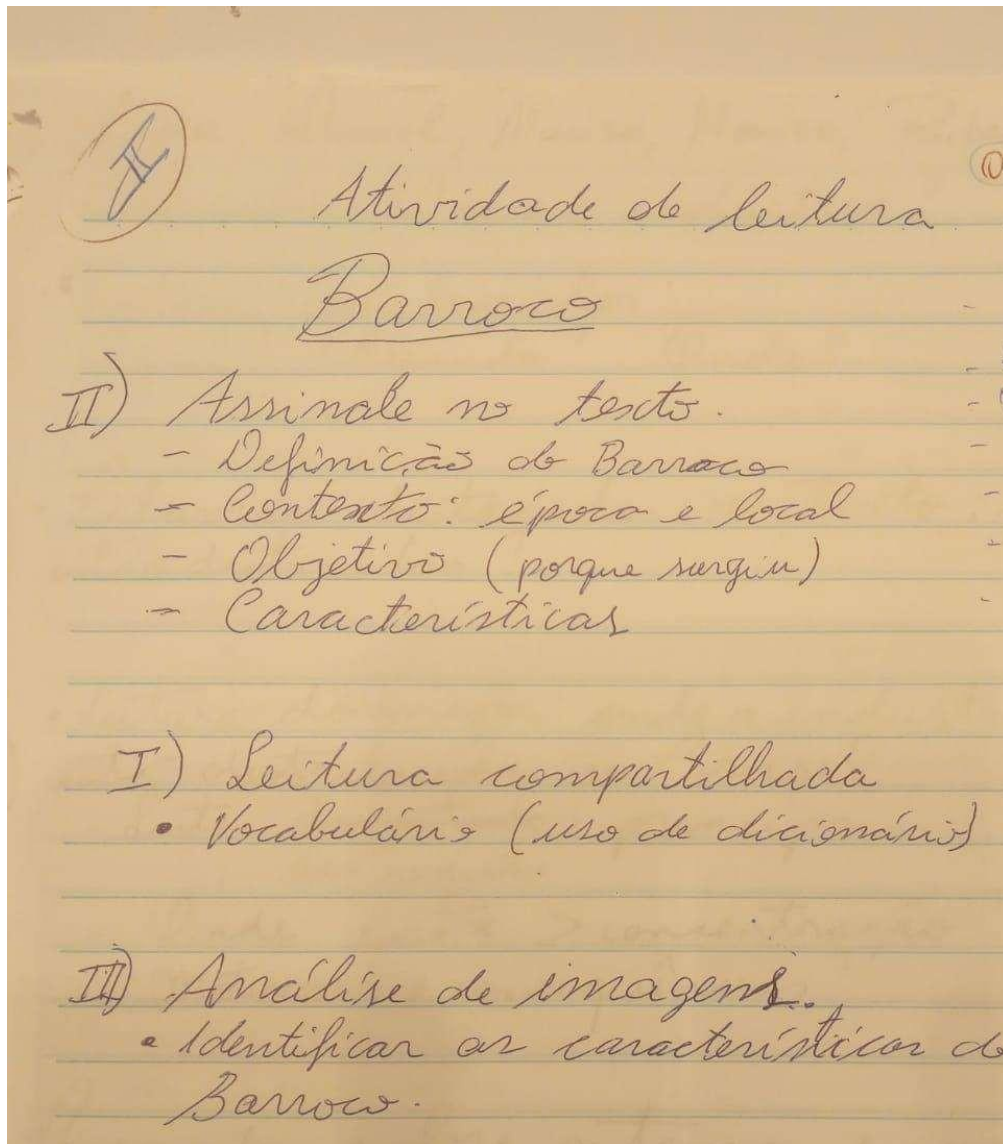 II
Atividade de leitura
Barroco
II) Assinale no texto.
- Definição do Barroco
- Contexto: época e local
- Objetivo (porque surgiu)
- Características
I) Leitura compartilhada
• Vocabulário (uso de dicionário)
III) Análise de imagens.
• Identificar as características do
Barroco.